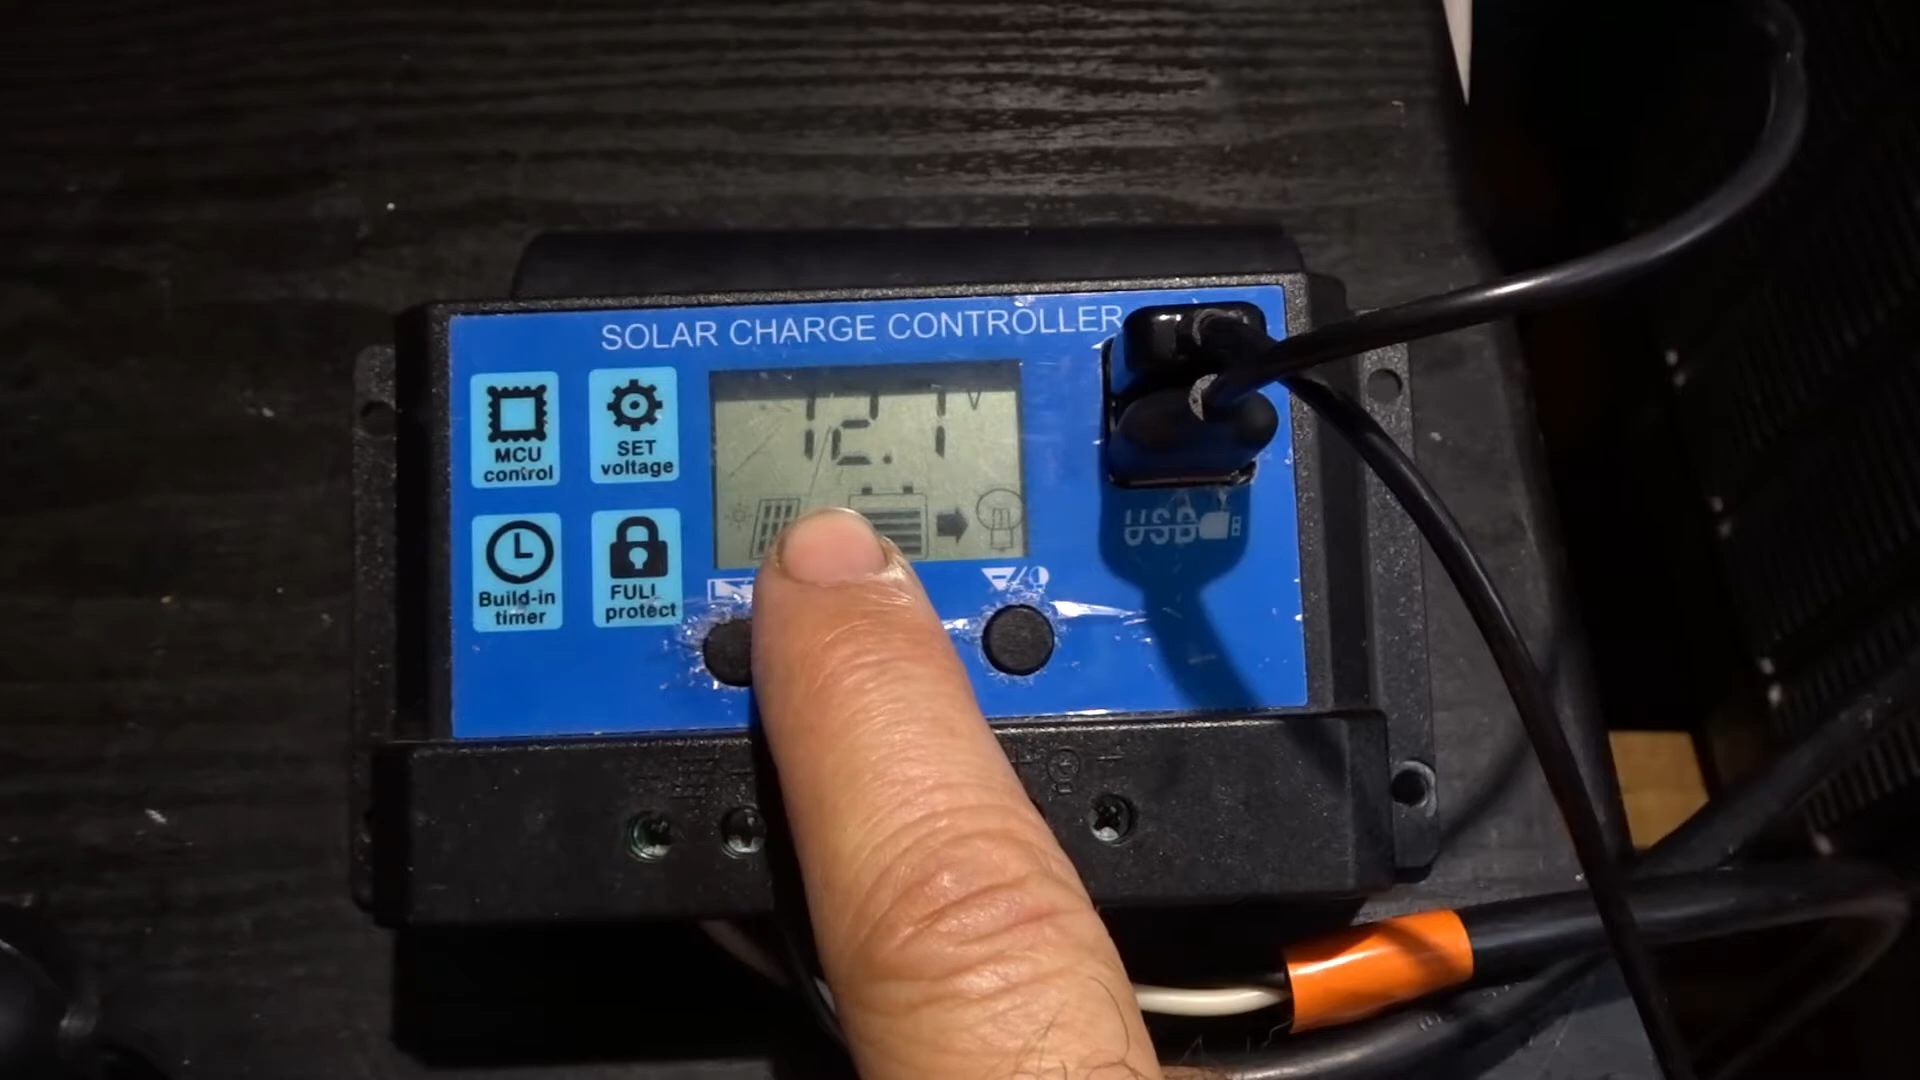 SOLAR CHARGE CONTROLLER
MCU
control
SET
voltage
12.1 V
Build-in
timer
FULL
protect
USB